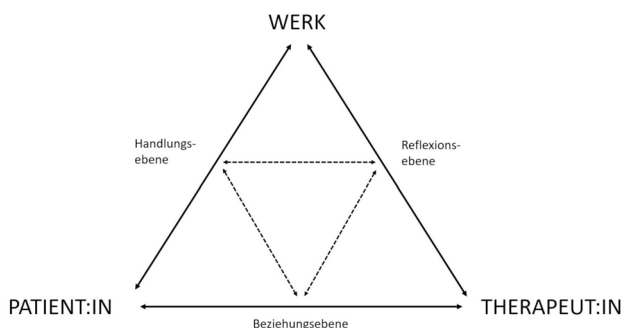 WERK
Handlungs-
ebene
Reflexions-
ebene
PATIENT:IN
THERAPEUT:IN
Beziehungsebene